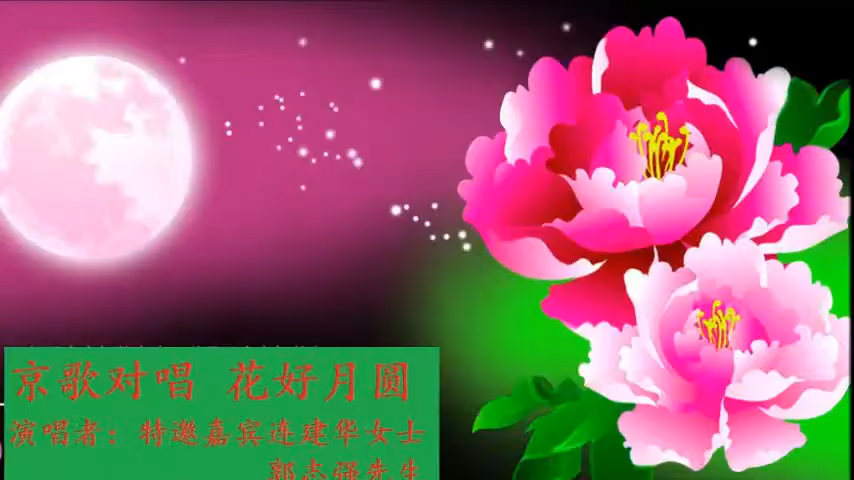 京歌对唱 花好月圆
演唱者：特邀嘉宾连建华女士
郭志强先生